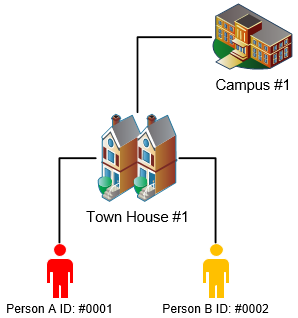 Campus #1
Town House #1
Person A ID: #0001
Person B ID: #0002